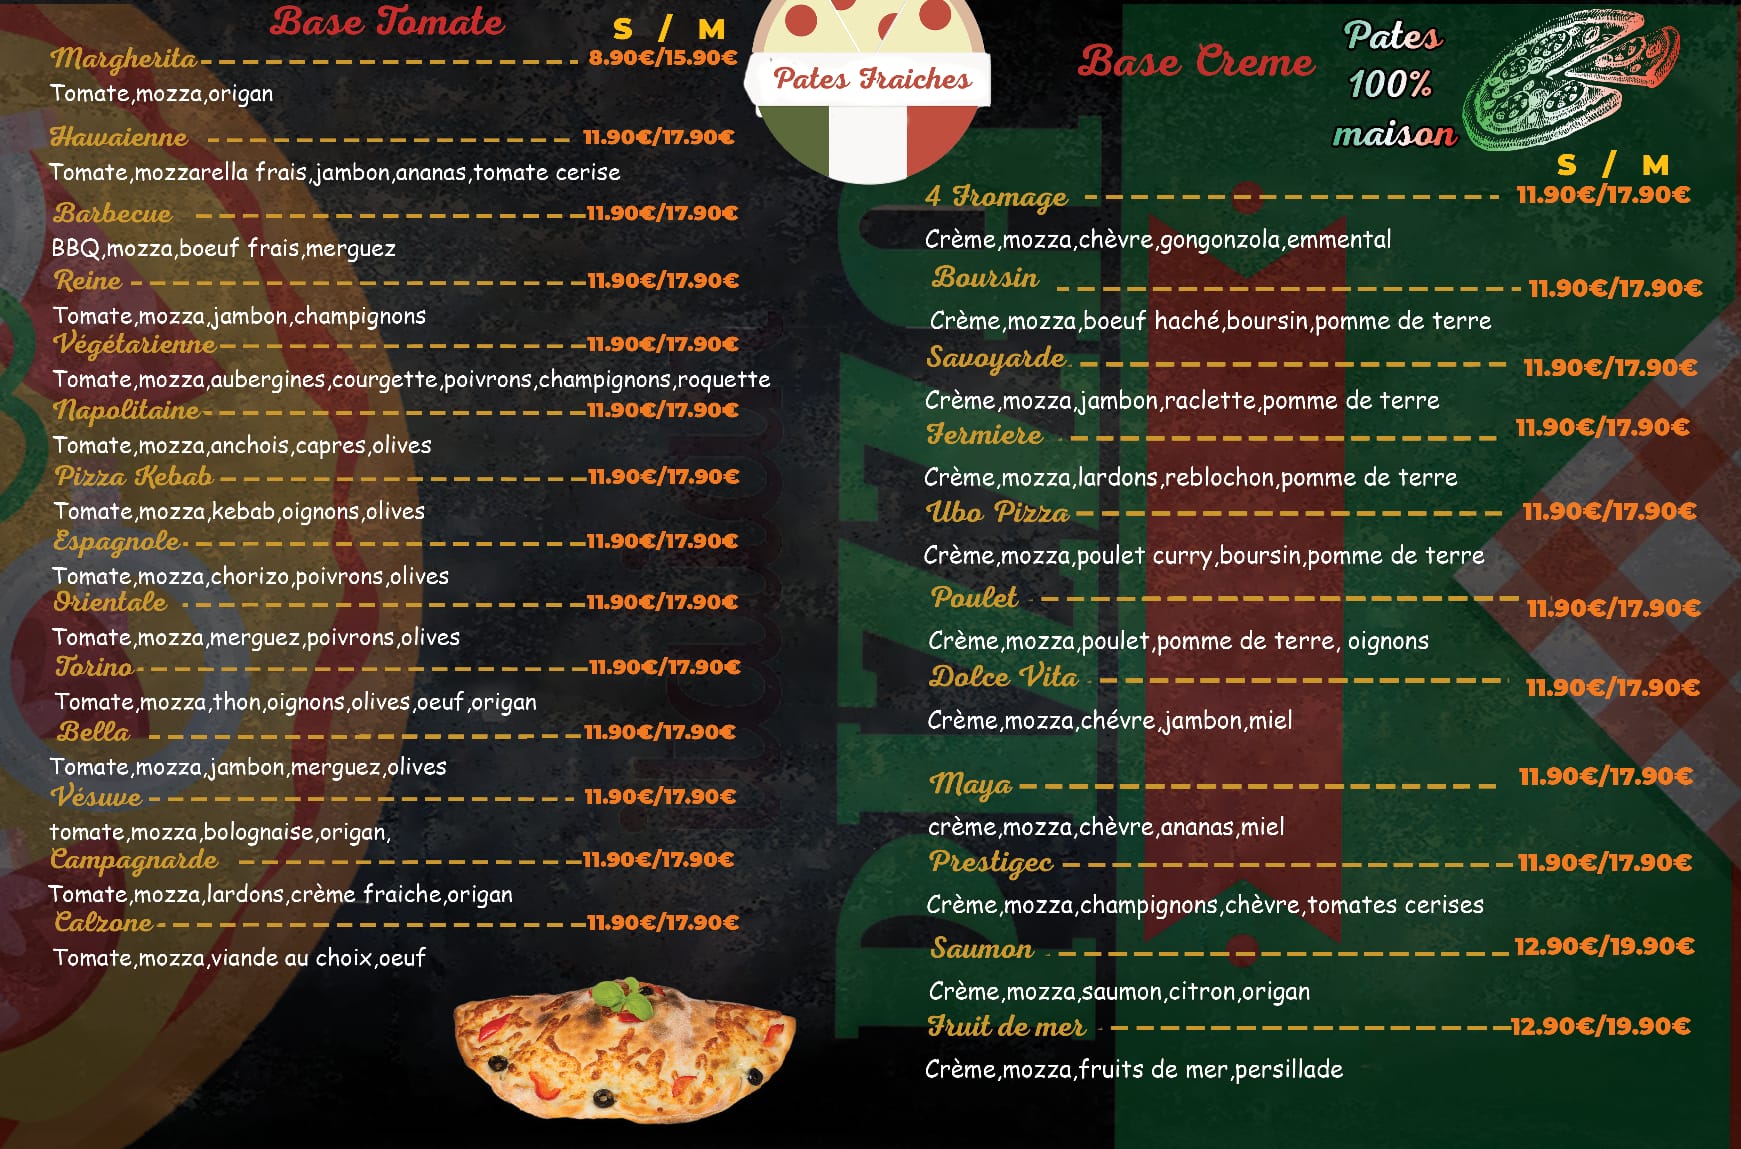 Base Tomate
S / M
Margherita 8.90€/15.90€
Tomate,mozza,origan
Hawaienne 11.90€/17.90€
Tomate,mozzarella frais,jambon,ananas,tomate cerise
Barbecue 11.90€/17.90€
BBQ,mozza,boeuf frais,merguez
Reine 11.90€/17.90€
Tomate,mozza,jambon,champignons
Végétarienne 11.90€/17.90€
Tomate,mozza,aubergines,courgette,poivrons,champignons,roquette
Napolitaine 11.90€/17.90€
Tomate,mozza,anchois,capres,olives
Pizza Kebab 11.90€/17.90€
Tomate,mozza,kebab,oignons,olives
Espagnole 11.90€/17.90€
Tomate,mozza,chorizo,poivrons,olives
Orientale 11.90€/17.90€
Tomate,mozza,merguez,poivrons,olives
Torino 11.90€/17.90€
Tomate,mozza,thon,oignons,olives,oeuf,origan
Bella 11.90€/17.90€
Tomate,mozza,jambon,merguez,olives
Vésuve 11.90€/17.90€
tomate,mozza,bolognaise,origan,
Campagnarde 11.90€/17.90€
Tomate,mozza,lardons,crème fraiche,origan
Calzone 11.90€/17.90€
Tomate,mozza,viande au choix,oeuf
Pates Fraiches
PIZZA
Base Creme
Pates
100%
maison
S / M
4 Fromage 11.90€/17.90€
Crème,mozza,chèvre,gongonzola,emmental
Boursin 11.90€/17.90€
Crème,mozza,boeuf haché,boursin,pomme de terre
Savoyarde 11.90€/17.90€
Crème,mozza,jambon,raclette,pomme de terre
Fermiere 11.90€/17.90€
Crème,mozza,lardons,reblochon,pomme de terre
Ubo Pizza 11.90€/17.90€
Crème,mozza,poulet curry,boursin,pomme de terre
Poulet 11.90€/17.90€
Crème,mozza,poulet,pomme de terre, oignons
Dolce Vita 11.90€/17.90€
Crème,mozza,chévre,jambon,miel
Maya 11.90€/17.90€
crème,mozza,chèvre,ananas,miel
Prestigec 11.90€/17.90€
Crème,mozza,champignons,chèvre,tomates cerises
Saumon 12.90€/19.90€
Crème,mozza,saumon,citron,origan
Fruit de mer 12.90€/19.90€
Crème,mozza,fruits de mer,persillade